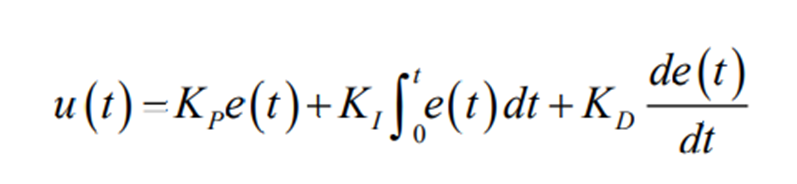 u(t)=K_P e(t)+K_I ∫_0^t e(t)dt+K_D de(t)/dt